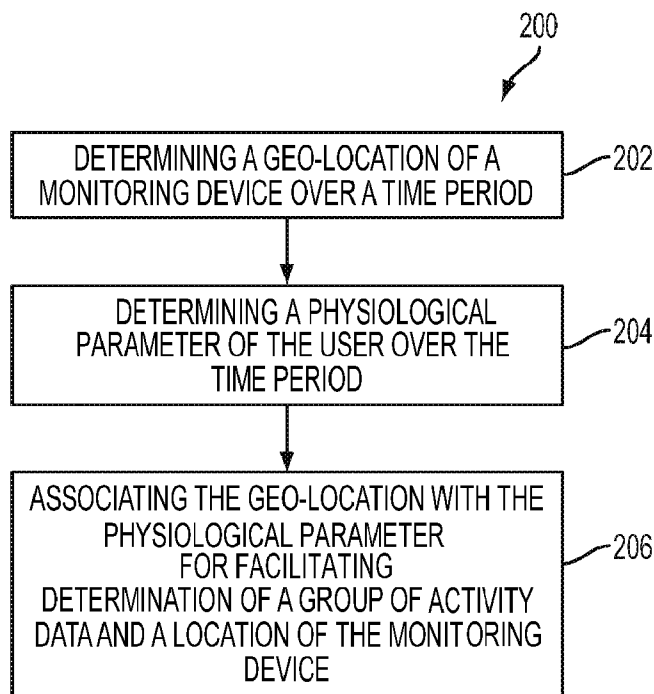 200
DETERMINING A GEO-LOCATION OF A
MONITORING DEVICE OVER A TIME PERIOD
202
DETERMINING A PHYSIOLOGICAL
PARAMETER OF THE USER OVER THE
TIME PERIOD
204
ASSOCIATING THE GEO-LOCATION WITH THE
PHYSIOLOGICAL PARAMETER
FOR FACILITATING
DETERMINATION OF A GROUP OF ACTIVITY
DATA AND A LOCATION OF THE MONITORING
DEVICE
206